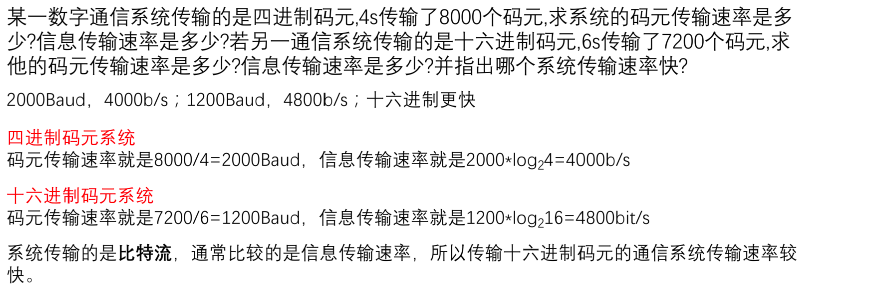 某一数字通信系统传输的是四进制码元,4s传输了8000个码元,求系统的码元传输速率是多
少?信息传输速率是多少?若另一通信系统传输的是十六进制码元,6s传输了7200个码元,求
他的码元传输速率是多少?信息传输速率是多少?并指出哪个系统传输速率快?
2000Baud，4000b/s；1200Baud，4800b/s；十六进制更快
四进制码元系统
码元传输速率就是8000/4=2000Baud，信息传输速率就是2000*log₂4=4000b/s
十六进制码元系统
码元传输速率就是7200/6=1200Baud，信息传输速率就是1200*log₂16=4800bit/s
系统传输的是比特流，通常比较的是信息传输速率，所以传输十六进制码元的通信系统传输速率较
快。